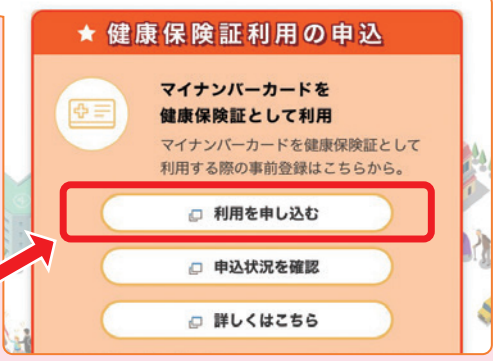 ★ 健康保険証利用の申込
マイナンバーカードを
健康保険証として利用
マイナンバーカードを健康保険証として
利用する際の事前登録はこちらから。
利用を申し込む
申込状況を確認
詳しくはこちら